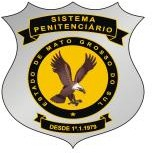 SISTEMA
PENITENCIÁRIO
ESTADO DE MATO GROSSO DO SUL
DESDE 1º.1.1979